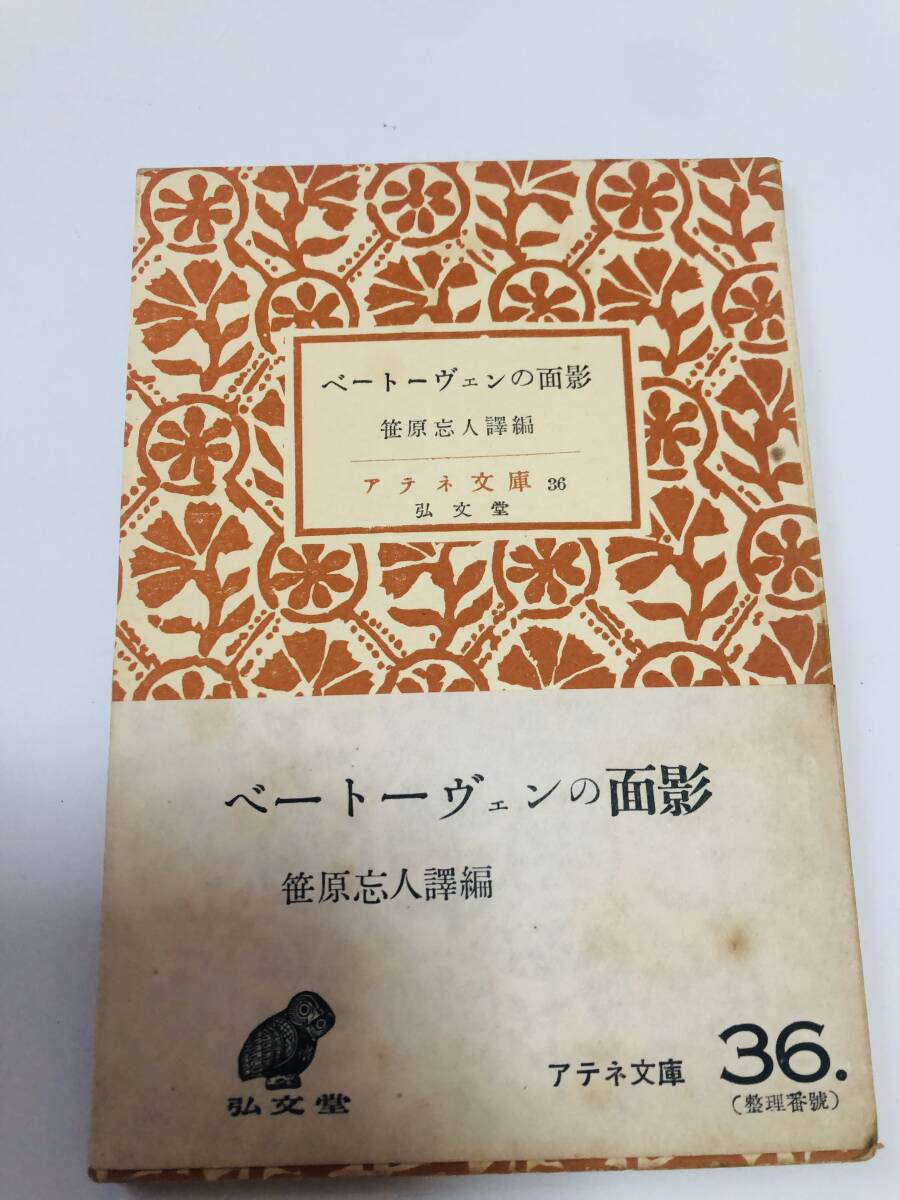 ベートーヴェンの面影
笹原忘人譯編
アテネ文庫 36
弘文堂
ベートーヴェンの面影
笹原忘人譯編
弘文堂
アテネ文庫 36.
(整理番號)